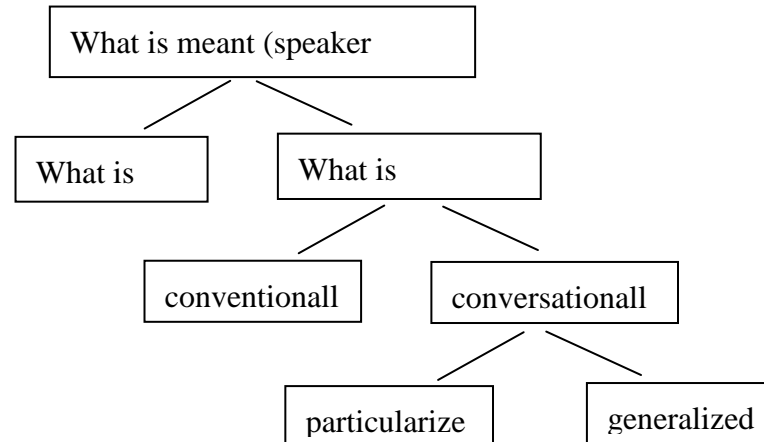 What is meant (speaker
What is
What is
conventionall
conversationall
particularize
generalized